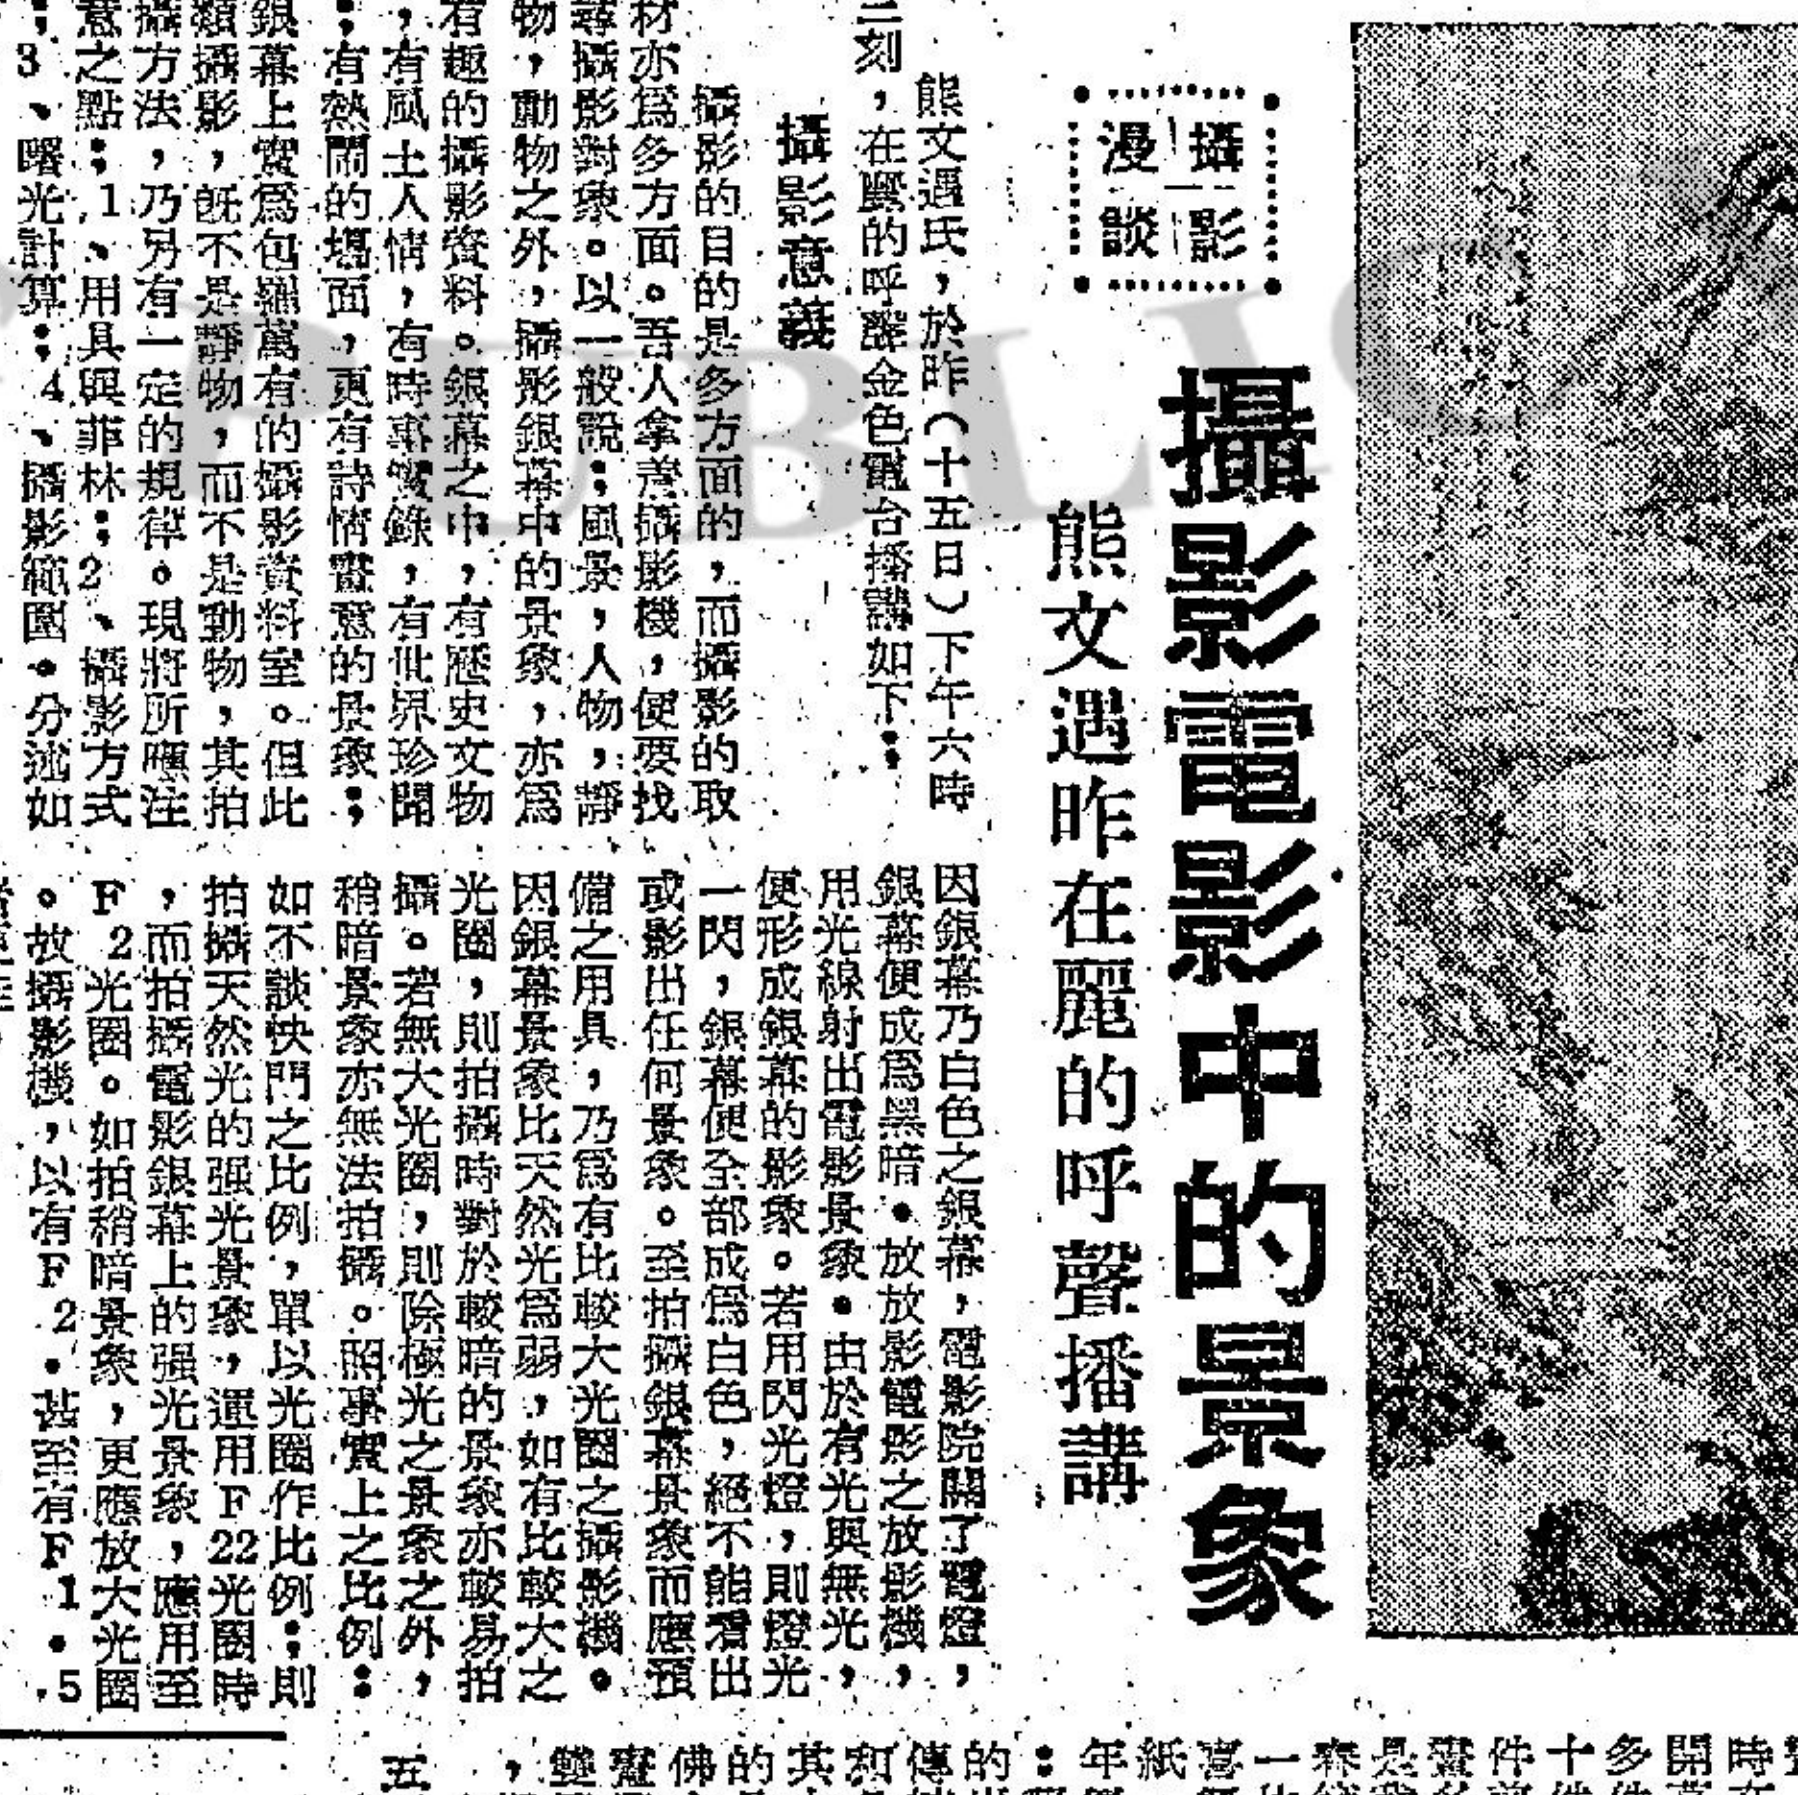 攝影
漫談
攝影電影中的景象
熊文遇昨在麗的呼聲播講
熊文遇氏，於昨（十五日）下午六時
三刻，在麗的呼聲金色電台播講如下：
攝影意義
攝影的目的是多方面的，而攝影的取
材亦爲多方面。吾人拿着攝影機，便要找
尋攝影對象。以一般說：風景，人物，靜
物，動物之外，攝影銀幕中的景象，亦爲
有趣的攝影資料。銀幕之中，有歷史文物
，有風土人情，有時事實錄，有世界珍聞
；有熱鬧的場面，更有詩情畫意的景象；
銀幕上實爲包羅萬有的攝影資料室。但此
類攝影，旣不是靜物，而不是動物，其拍
攝方法，乃另有一定的規律。現將所應注
意之點：1、用具與菲林；2、攝影方式
；3、曙光計算；4、攝影範圍。分述如
因銀幕乃白色之銀幕，電影院關了電燈，
銀幕便成爲黑暗。放放影電影之放影機，
用光線射出電影景象。由於有光與無光，
便形成銀幕的影象。若用閃光燈，則燈光
一閃，銀幕便全部成爲白色，絕不能看出
或影出任何景象。至拍攝銀幕景象而應預
備之用具，乃爲有比較大光圈之攝影機。
因銀幕景象比天然光爲弱，如有比較大之
光圈，則拍攝時對於較暗的景象亦較易拍
攝。若無大光圈，則除極光之景象之外，
稍暗景象亦無法拍攝。照事實上之比例：
如不談快門之比例，單以光圈作比例；則
拍攝天然光的强光景象，運用F22光圈時
，而拍攝電影銀幕上的强光景象，應用至
F2光圈。如拍稍暗景象，更應放大光圈
。故攝影機，以有F2．甚至有F1．5
時開多十件畫是
一喜紙年：的傳和其的佛
，
五
PUBLIC